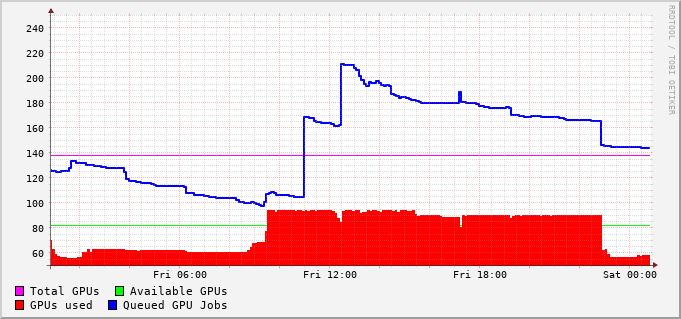 RRDTOOL / TOBI OETIKER
240
220
200
180
160
140
120
100
80
60
Fri 06:00 Fri 12:00 Fri 18:00 Sat 00:00
Total GPUs Available GPUs
GPUs used Queued GPU Jobs